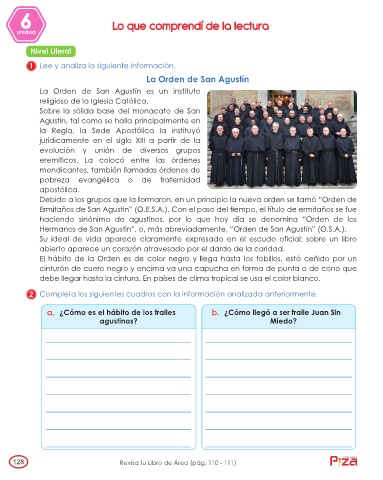 6
unidad
Lo que comprendí de la lectura
Nivel Literal
1 Lee y analiza la siguiente información.
La Orden de San Agustín
La Orden de San Agustín es un instituto
religioso de la Iglesia Católica.
Sobre la sólida base del monacato de San
Agustín, tal como se halla principalmente en
la Regla, la Sede Apostólica la instituyó
jurídicamente en el siglo XIII a partir de la
evolución y unión de diversos grupos
eremíticos. La colocó entre las órdenes
mendicantes, también llamadas órdenes de
pobreza evangélica o de fraternidad
apostólica.
Debido a los grupos que la formaron, en un principio la nueva orden se llamó “Orden de
Ermitaños de San Agustín” (O.E.S.A.). Con el paso del tiempo, el título de ermitaños se fue
haciendo sinónimo de agustinos, por lo que hoy día se denomina “Orden de los
Hermanos de San Agustín”, o, más abreviadamente, “Orden de San Agustín” (O.S.A.).
Su ideal de vida aparece claramente expresado en el escudo oficial: sobre un libro
abierto aparece un corazón atravesado por el dardo de la caridad.
El hábito de la Orden es de color negro y llega hasta los tobillos, está ceñido por un
cinturón de cuero negro y encima va una capucha en forma de punta o de cono que
debe llegar hasta la cintura. En países de clima tropical se usa el color blanco.
2 Completa los siguientes cuadros con la información analizada anteriormente.
a. ¿Cómo es el hábito de los frailes
agustinos?
b. ¿Cómo llegó a ser fraile Juan Sin
Miedo?
128
Revisa tu Libro de Área (pág. 110 - 111)
Piza